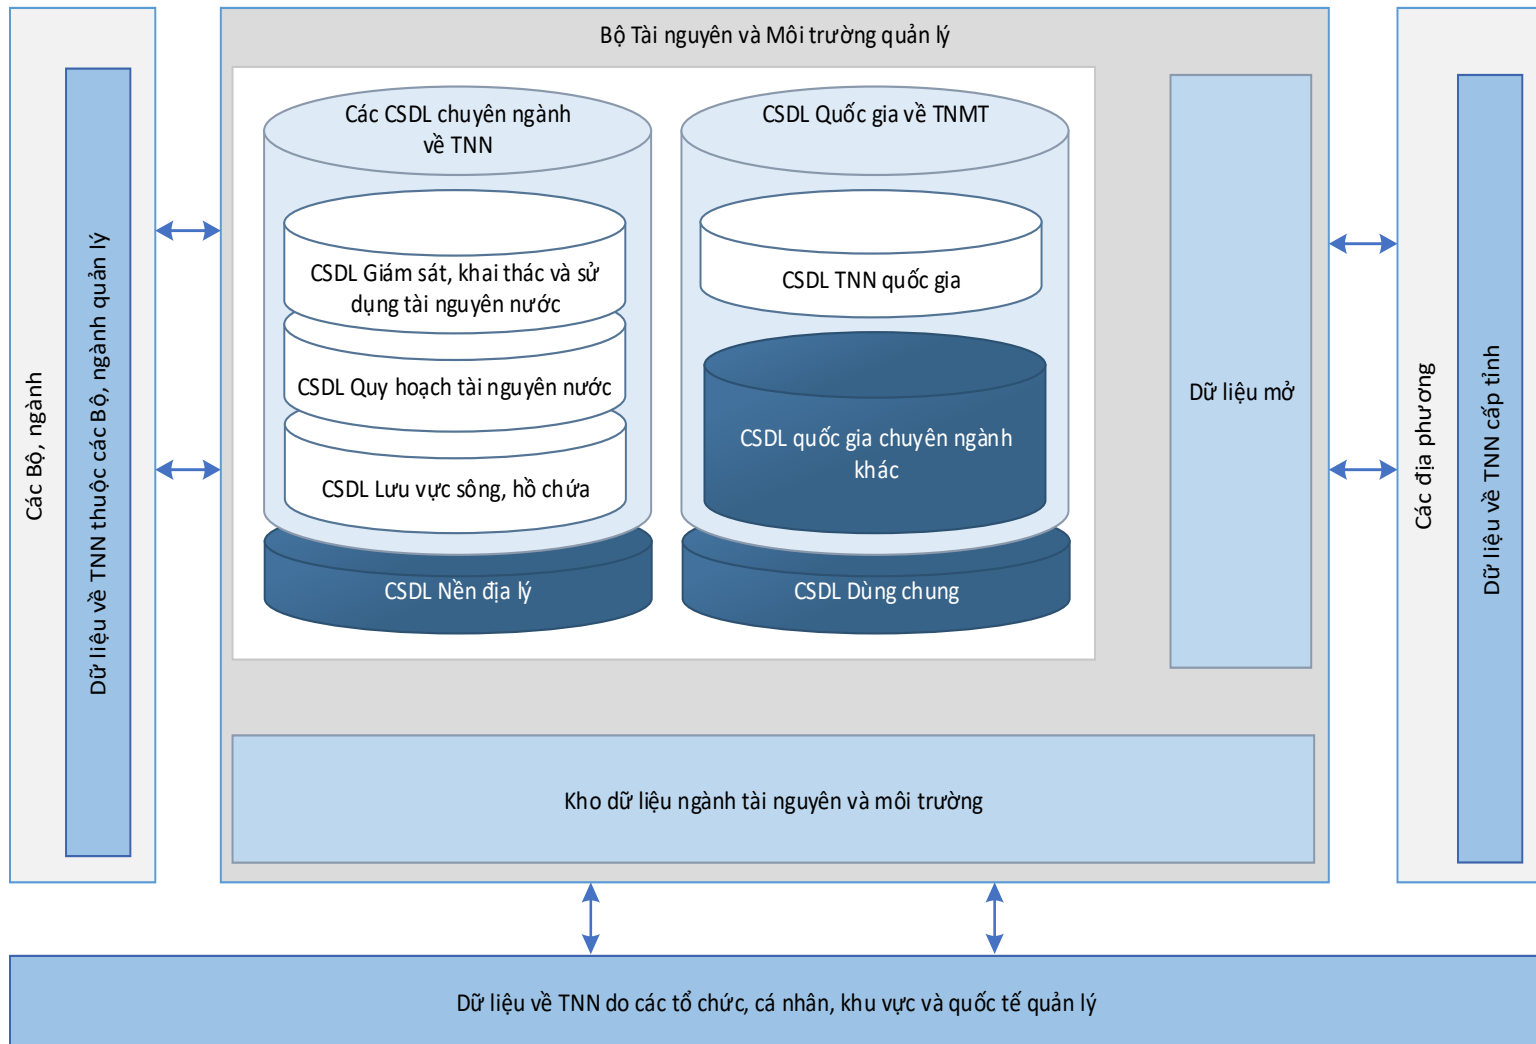 Bộ Tài nguyên và Môi trường quản lý
Các Bộ, ngành
Dữ liệu về TNN thuộc các Bộ, ngành quản lý
Các CSDL chuyên ngành
về TNN
CSDL Giám sát, khai thác và sử
dụng tài nguyên nước
CSDL Quy hoạch tài nguyên nước
CSDL Lưu vực sông, hồ chứa
CSDL Nền địa lý
CSDL Quốc gia về TNMT
CSDL TNN quốc gia
CSDL quốc gia chuyên ngành
khác
CSDL Dùng chung
Dữ liệu mở
Các địa phương
Dữ liệu về TNN cấp tỉnh
Kho dữ liệu ngành tài nguyên và môi trường
Dữ liệu về TNN do các tổ chức, cá nhân, khu vực và quốc tế quản lý